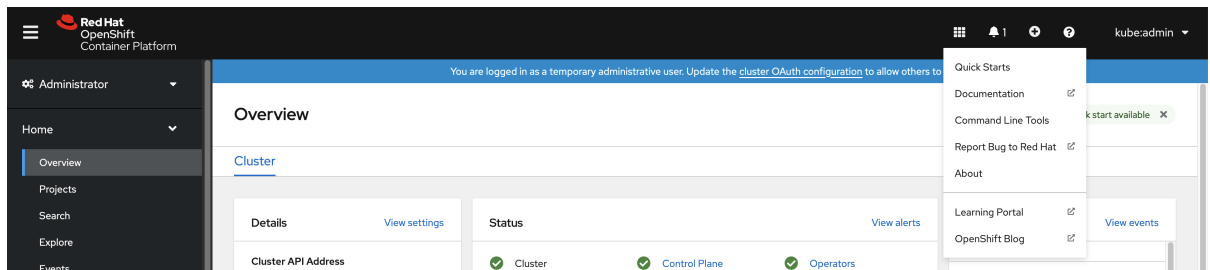 Red Hat
OpenShift
Container Platform
1
kube:admin
Administrator
You are logged in as a temporary administrative user. Update the cluster OAuth configuration to allow others to
Quick Starts
Documentation
Command Line Tools
Report Bug to Red Hat
About
Learning Portal
OpenShift Blog
Home
Overview
Projects
Search
Explore
Events
Overview
start available
Cluster
Details
View settings
Status
View alerts
View events
Cluster API Address
Cluster
Control Plane
Operators